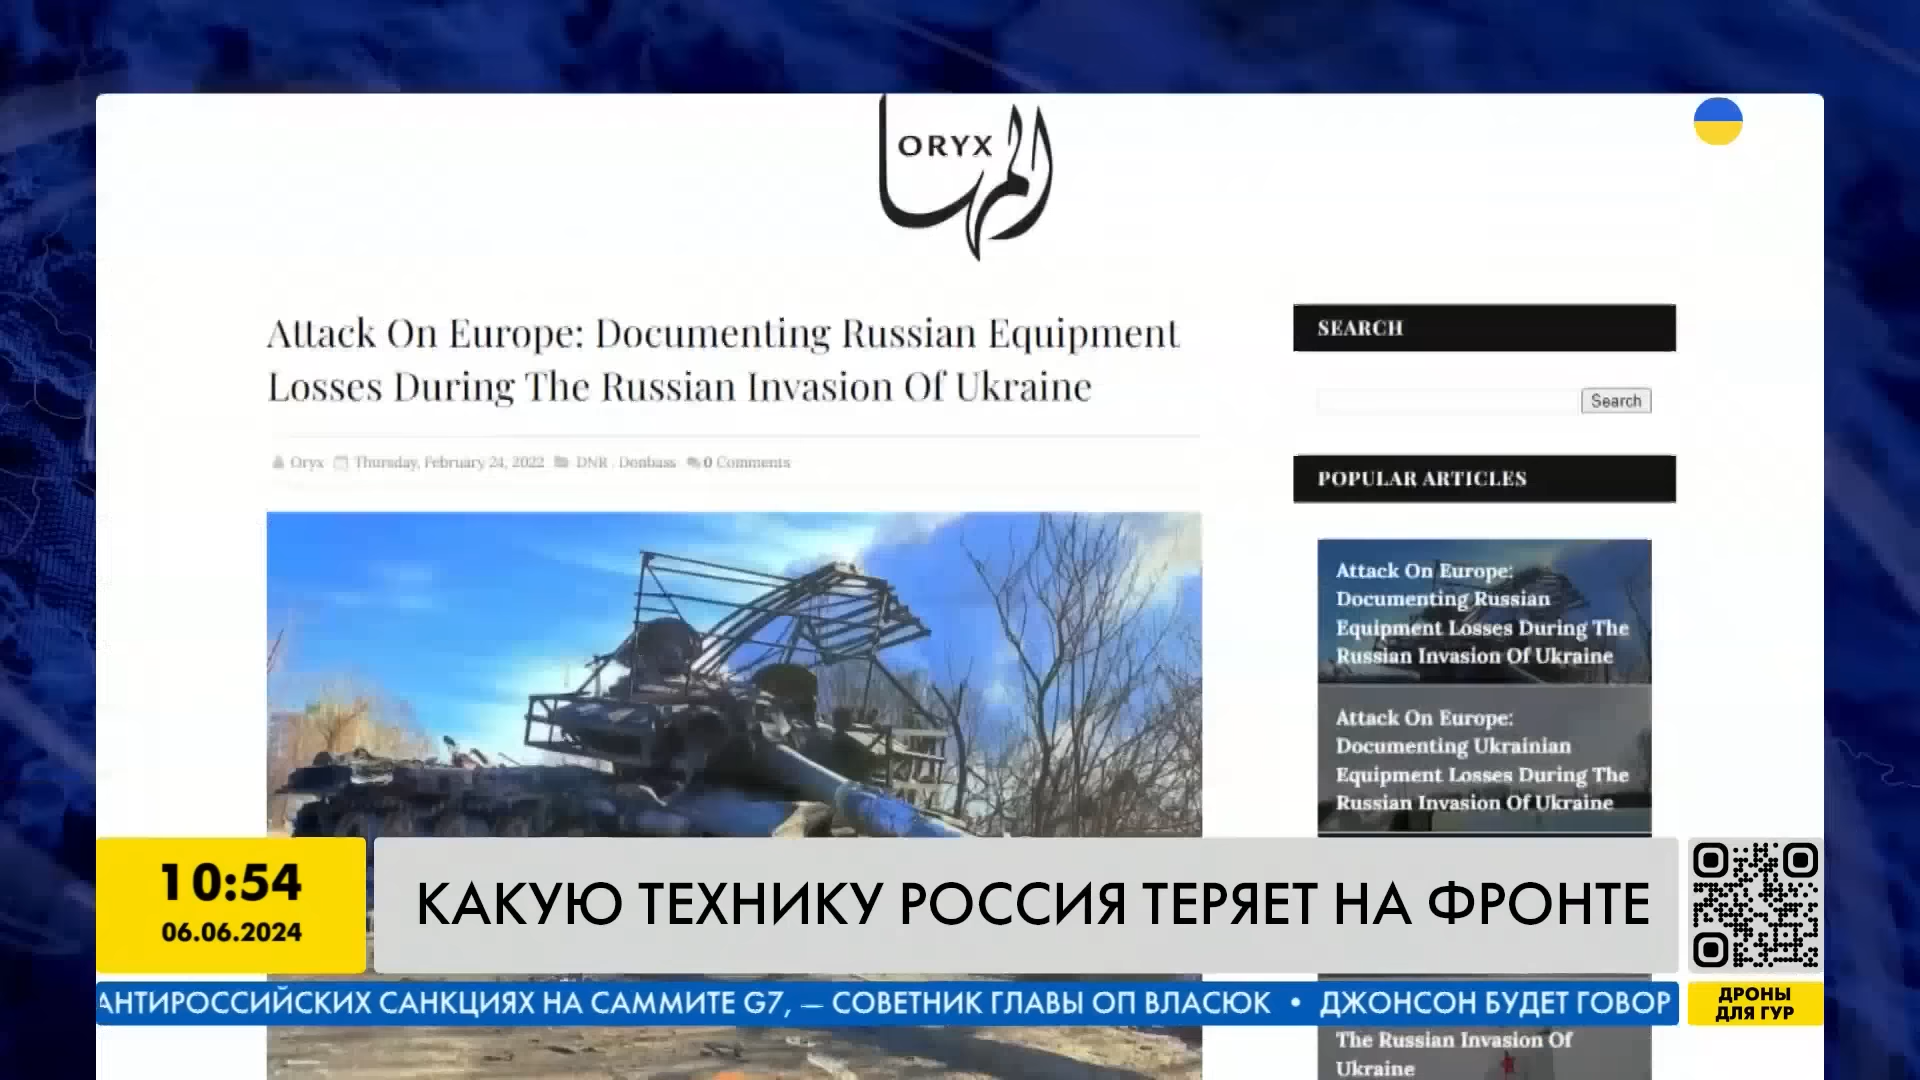 ORYX
المها
Attack On Europe: Documenting Russian Equipment
Losses During The Russian Invasion Of Ukraine
Oryx Thursday, February 24, 2022 DNR . Donbass 0 Comments
SEARCH
Search
POPULAR ARTICLES
Attack On Europe:
Documenting Russian
Equipment Losses During The
Russian Invasion Of Ukraine
Attack On Europe:
Documenting Ukrainian
Equipment Losses During The
Russian Invasion Of Ukraine
10:54
06.06.2024
КАКУЮ ТЕХНИКУ РОССИЯ ТЕРЯЕТ НА ФРОНТЕ
АНТИРОССИЙСКИХ САНКЦИЯХ НА САММИТЕ G7, — СОВЕТНИК ГЛАВЫ ОП ВЛАСЮК • ДЖОНСОН БУДЕТ ГОВОР
ДРОНЫ
ДЛЯ ГУР
The Russian Invasion Of
Ukraine